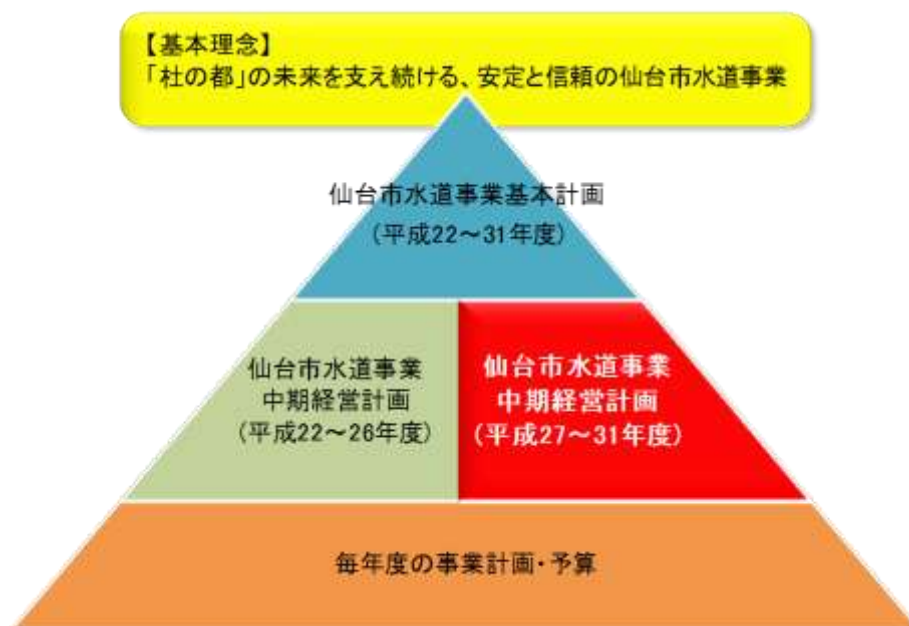 【基本理念】
「杜の都」の未来を支え続ける、安定と信頼の仙台市水道事業
仙台市水道事業基本計画
(平成22～31年度)
仙台市水道事業
中期経営計画
(平成22～26年度)
仙台市水道事業
中期経営計画
(平成27～31年度)
毎年度の事業計画・予算